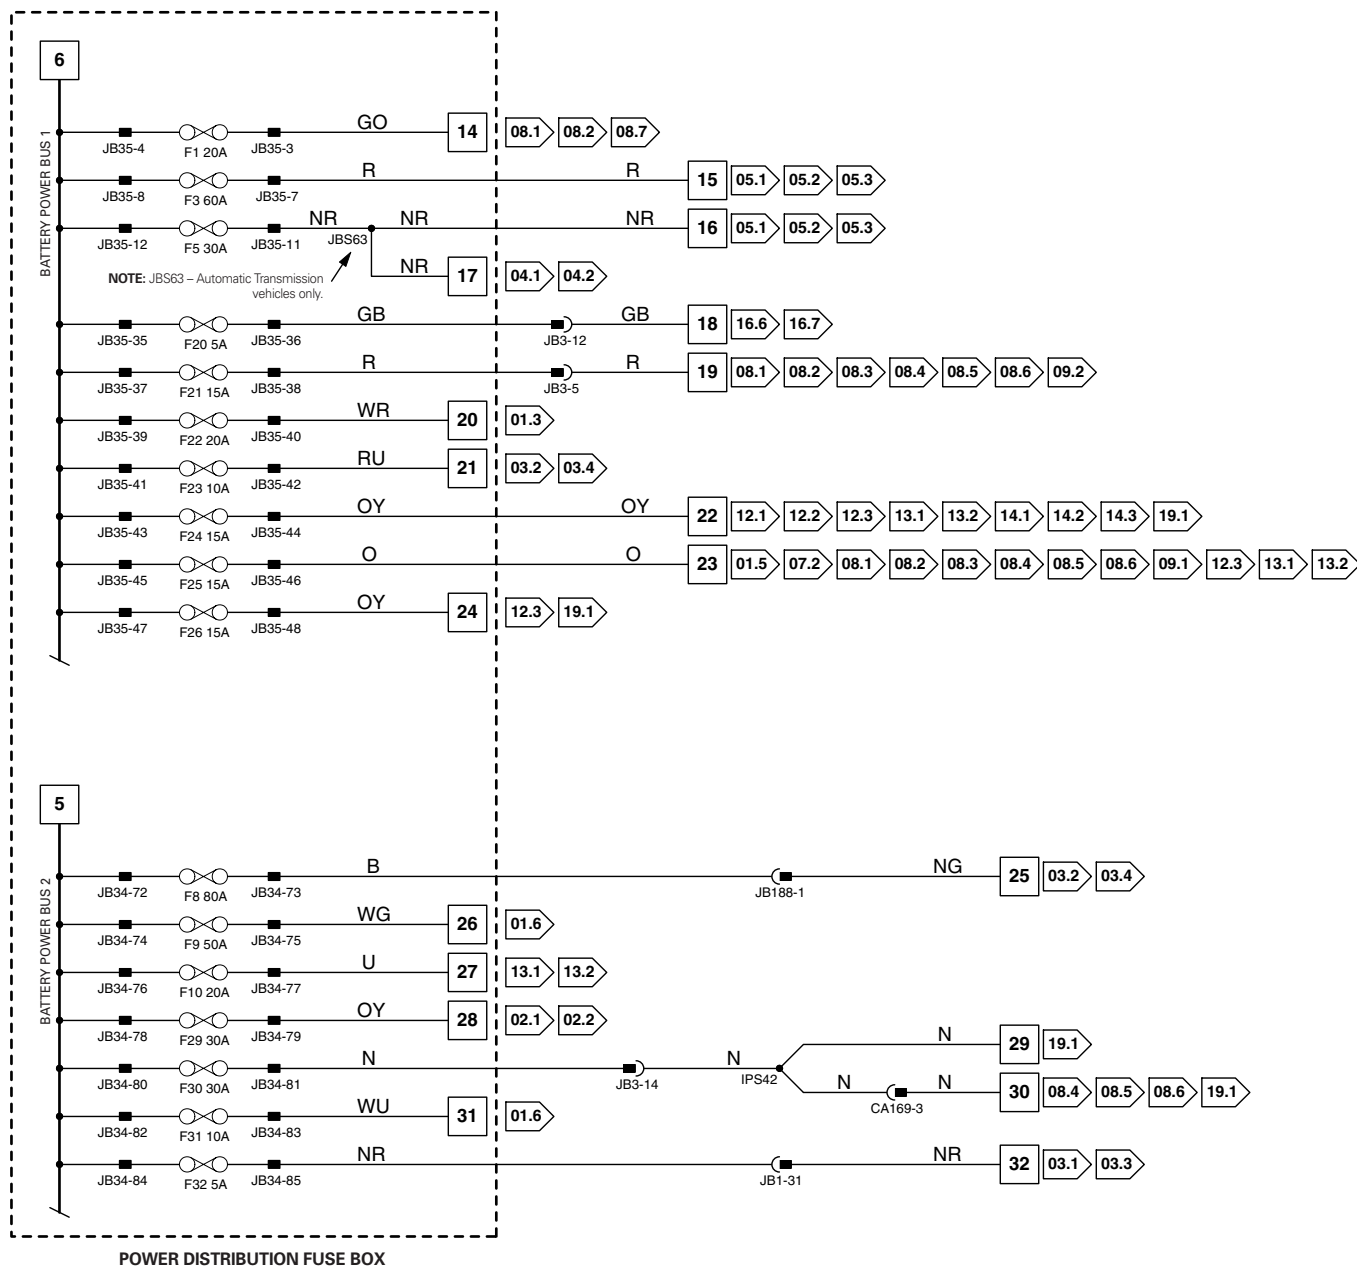 6
BATTERY POWER BUS 1
GO
14 08.1 08.2 08.7
JB35-4 F1 20A JB35-3
R R
15 05.1 05.2 05.3
JB35-8 F3 60A JB35-7
NR NR NR
16 05.1 05.2 05.3
JB35-12 F5 30A JB35-11 JBS63
NR
17 04.1 04.2
NOTE: JBS63 – Automatic Transmission
vehicles only.
GB GB
18 16.6 16.7
JB35-35 F20 5A JB35-36 JB3-12
R R
19 08.1 08.2 08.3 08.4 08.5 08.6 09.2
JB35-37 F21 15A JB35-38 JB3-5
WR
20 01.3
JB35-39 F22 20A JB35-40
RU
21 03.2 03.4
JB35-41 F23 10A JB35-42
OY OY
22 12.1 12.2 12.3 13.1 13.2 14.1 14.2 14.3 19.1
JB35-43 F24 15A JB35-44
O O
23 01.5 07.2 08.1 08.2 08.3 08.4 08.5 08.6 09.1 12.3 13.1 13.2
JB35-45 F25 15A JB35-46
OY
24 12.3 19.1
JB35-47 F26 15A JB35-48
5
BATTERY POWER BUS 2
B NG
25 03.2 03.4
JB34-72 F8 80A JB34-73 JB188-1
WG
26 01.6
JB34-74 F9 50A JB34-75
U
27 13.1 13.2
JB34-76 F10 20A JB34-77
OY
28 02.1 02.2
JB34-78 F29 30A JB34-79
N
29 19.1
N N
JB34-80 F30 30A JB34-81 JB3-14 IPS42
N N
30 08.4 08.5 08.6 19.1
CA169-3
WU
31 01.6
JB34-82 F31 10A JB34-83
NR NR
32 03.1 03.3
JB34-84 F32 5A JB34-85 JB1-31
POWER DISTRIBUTION FUSE BOX